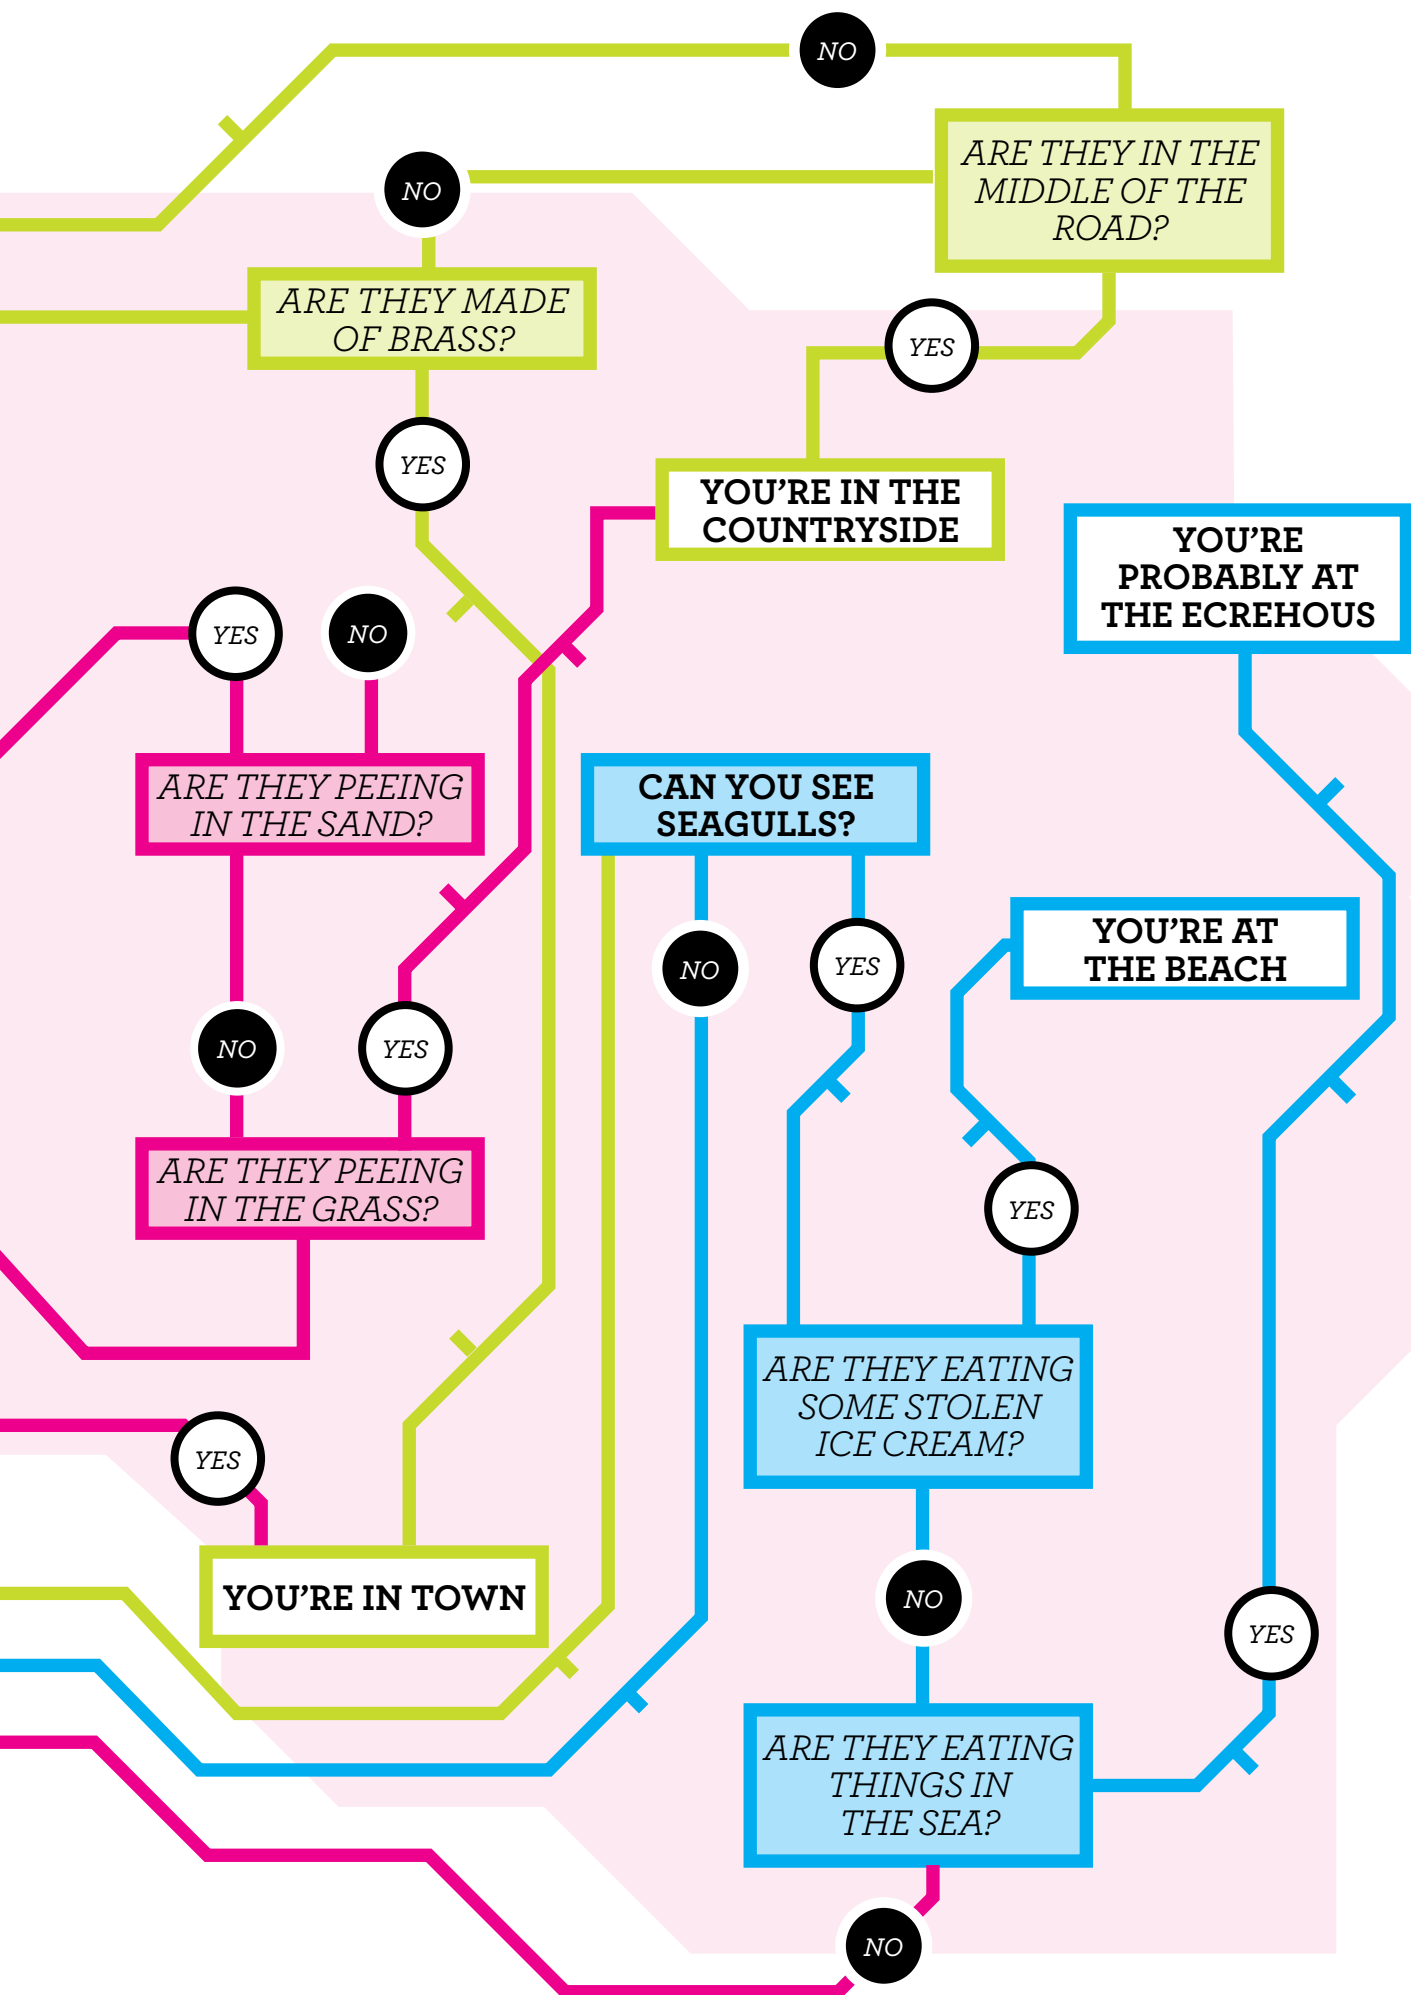 NO
ARE THEY IN THE
MIDDLE OF THE
ROAD?
NO
ARE THEY MADE
OF BRASS?
YES
YES
YOU'RE IN THE
COUNTRYSIDE
YOU'RE
PROBABLY AT
THE ECREHOUS
YES
NO
ARE THEY PEEING
IN THE SAND?
CAN YOU SEE
SEAGULLS?
YOU'RE AT
THE BEACH
NO
YES
NO
YES
ARE THEY PEEING
IN THE GRASS?
YES
ARE THEY EATING
SOME STOLEN
ICE CREAM?
YES
YOU'RE IN TOWN
NO
YES
ARE THEY EATING
THINGS IN
THE SEA?
NO